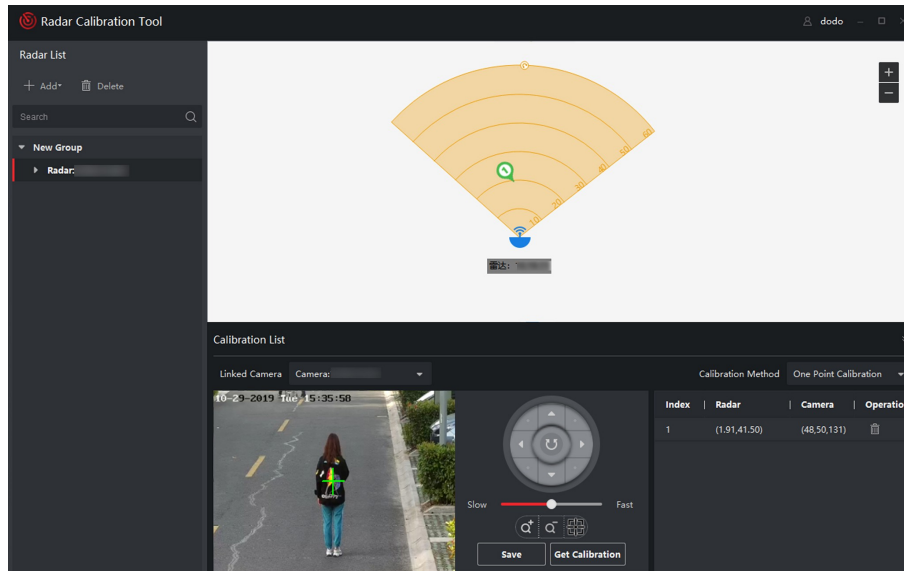 Radar Calibration Tool
dodo
Radar List
Add
Delete
Search
New Group
Radar:
60
50
40
30
20
10
1
雷达:
Calibration List
Linked Camera Camera:
Calibration Method One Point Calibration
10-29-2019 Tue 15:35:58
Slow Fast
Save Get Calibration
Index | Radar | Camera | Operatio
1 (1.91,41.50) (48,50,131)